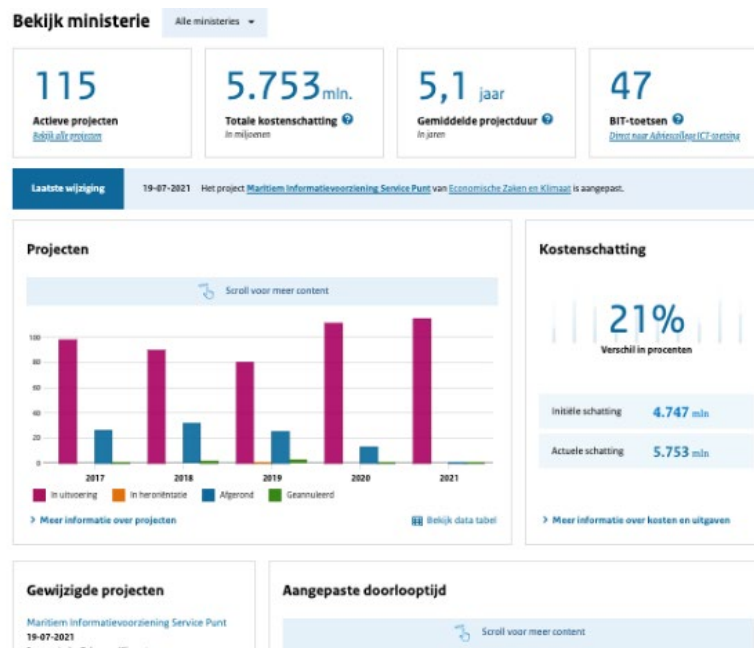 Bekijk ministerie
Alle ministeries
115
Actieve projecten
Bekijk alle projecten
5.753 mln.
Totale kostenschatting
In miljoenen
5,1 jaar
Gemiddelde projectduur
In jaren
47
BIT-toetsen
Direct naar Adviescollege ICT-toetsing
Laatste wijziging
19-07-2021 Het project Maritiem Informatievoorziening Service Punt van Economische Zaken en Klimaat is aangepast.
Projecten
Scroll voor meer content
100
80
60
40
20
0
2017 2018 2019 2020 2021
In uitvoering In heroriëntatie Afgerond Geannuleerd
Meer informatie over projecten
Bekijk data tabel
Kostenschatting
21%
Verschil in procenten
Initiële schatting 4.747 mln
Actuele schatting 5.753 mln
Meer informatie over kosten en uitgaven
Gewijzigde projecten
Maritiem Informatievoorziening Service Punt
19-07-2021
Aangepaste doorlooptijd
Scroll voor meer content